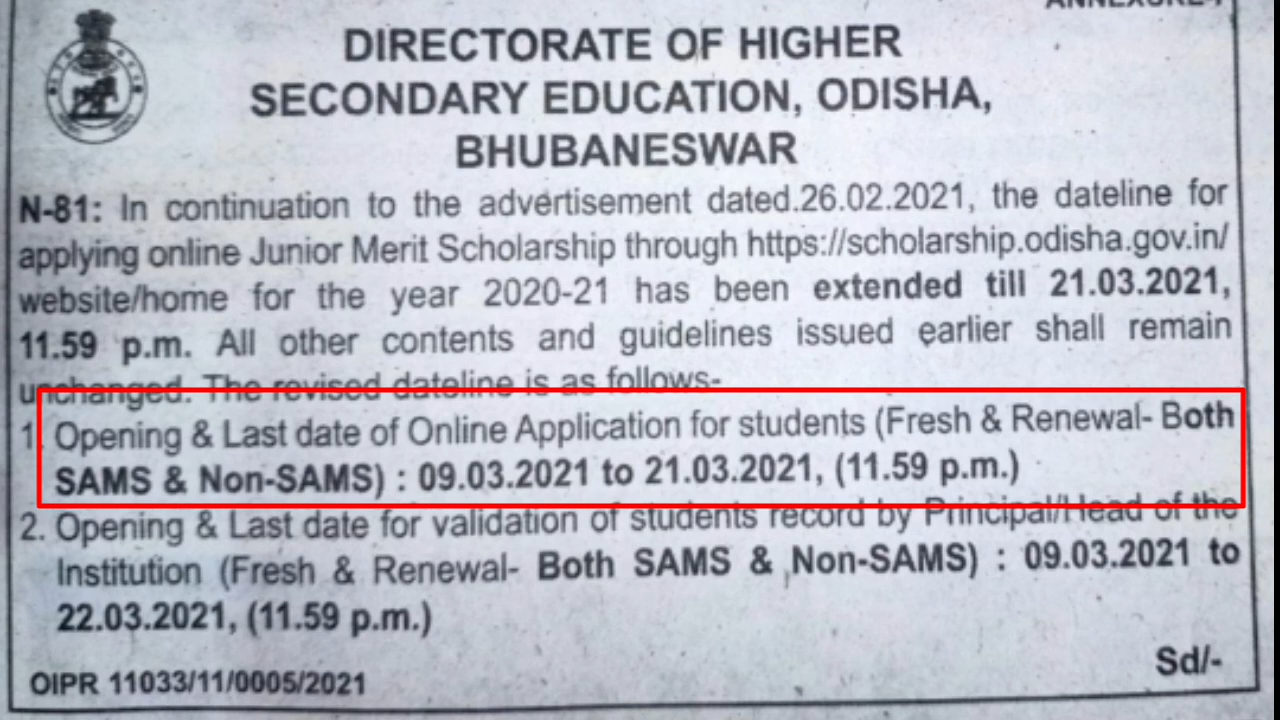 DIRECTORATE OF HIGHER
SECONDARY EDUCATION, ODISHA,
BHUBANESWAR
N-81: In continuation to the advertisement dated.26.02.2021, the dateline for
applying online Junior Merit Scholarship through https://scholarship.odisha.gov.in/
website/home for the year 2020-21 has been extended till 21.03.2021,
11.59 p.m. All other contents and guidelines issued earlier shall remain
unchanged. The revised dateline is as follows-
1. Opening & Last date of Online Application for students (Fresh & Renewal- Both
SAMS & Non-SAMS) : 09.03.2021 to 21.03.2021, (11.59 p.m.)
2. Opening & Last date for validation of students record by Principal/Head of the
Institution (Fresh & Renewal- Both SAMS & Non-SAMS) : 09.03.2021 to
22.03.2021, (11.59 p.m.)
Sd/-
OIPR 11033/11/0005/2021